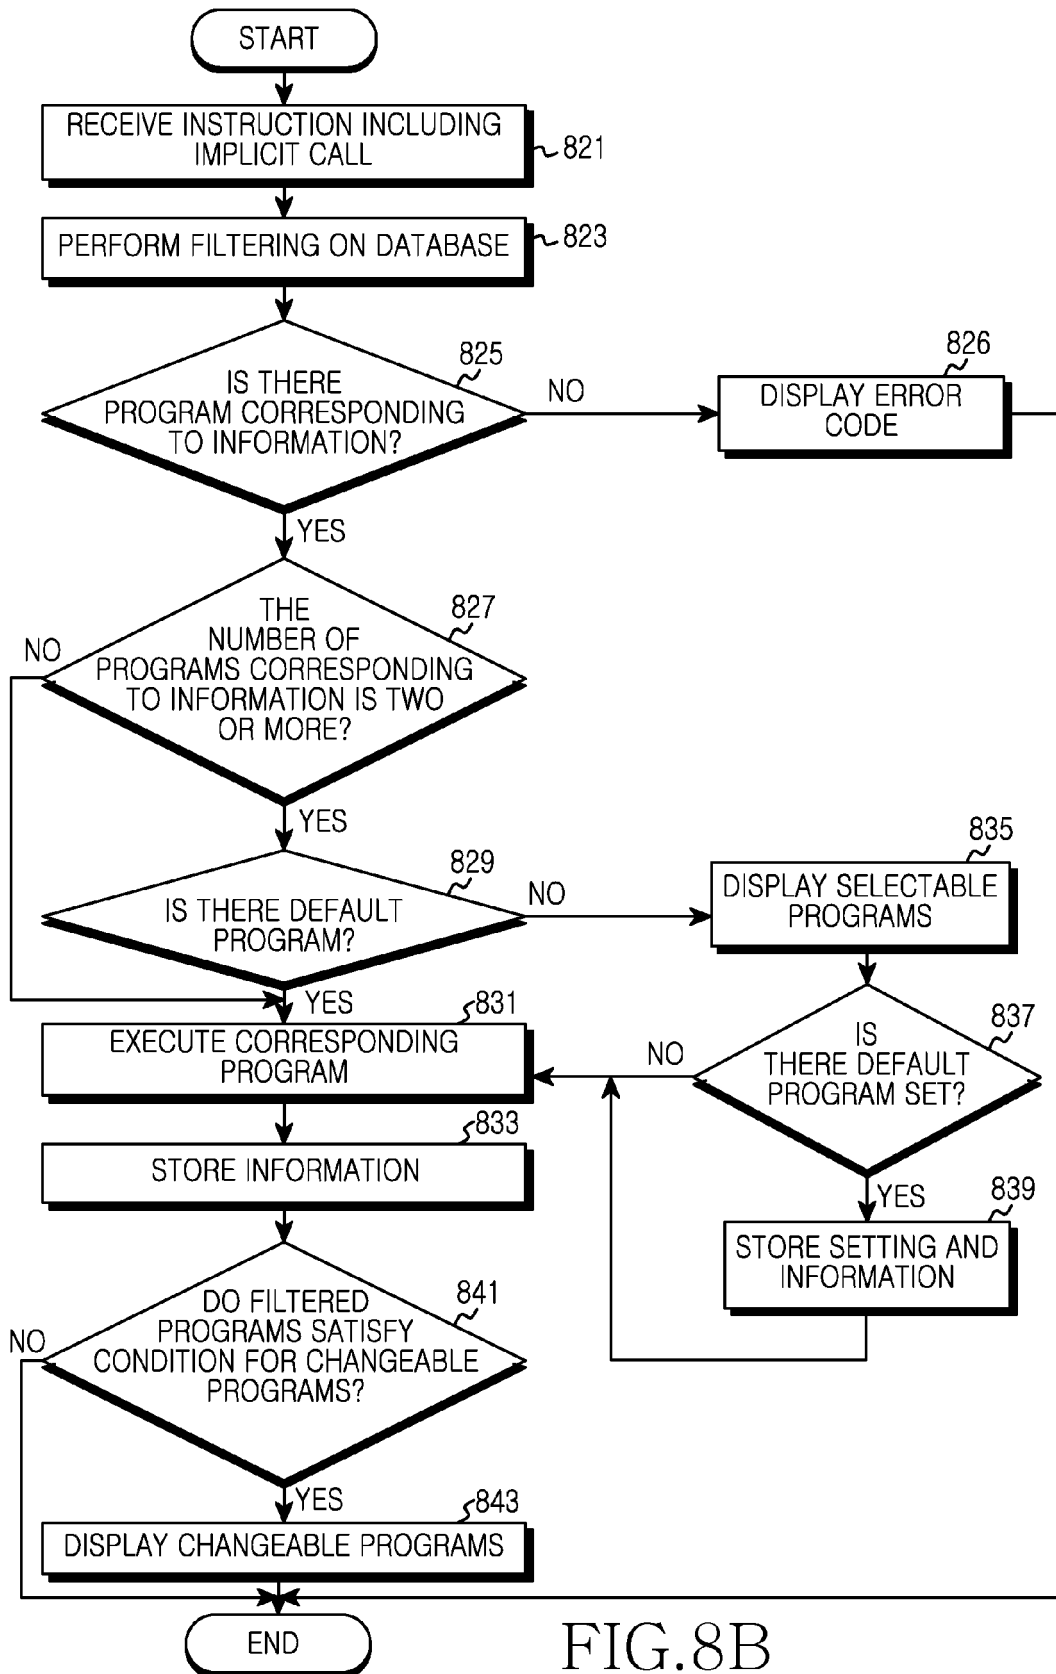 START
RECEIVE INSTRUCTION INCLUDING
IMPLICIT CALL
821
PERFORM FILTERING ON DATABASE
823
825
IS THERE
PROGRAM CORRESPONDING
TO INFORMATION?
NO
826
DISPLAY ERROR
CODE
YES
827
THE
NUMBER OF
PROGRAMS CORRESPONDING
TO INFORMATION IS TWO
OR MORE?
NO
YES
829
IS THERE DEFAULT
PROGRAM?
NO
835
DISPLAY SELECTABLE
PROGRAMS
YES
831
EXECUTE CORRESPONDING
PROGRAM
837
IS
THERE DEFAULT
PROGRAM SET?
NO
833
STORE INFORMATION
YES
839
STORE SETTING AND
INFORMATION
841
DO FILTERED
PROGRAMS SATISFY
CONDITION FOR CHANGEABLE
PROGRAMS?
NO
YES
843
DISPLAY CHANGEABLE PROGRAMS
END
FIG.8B